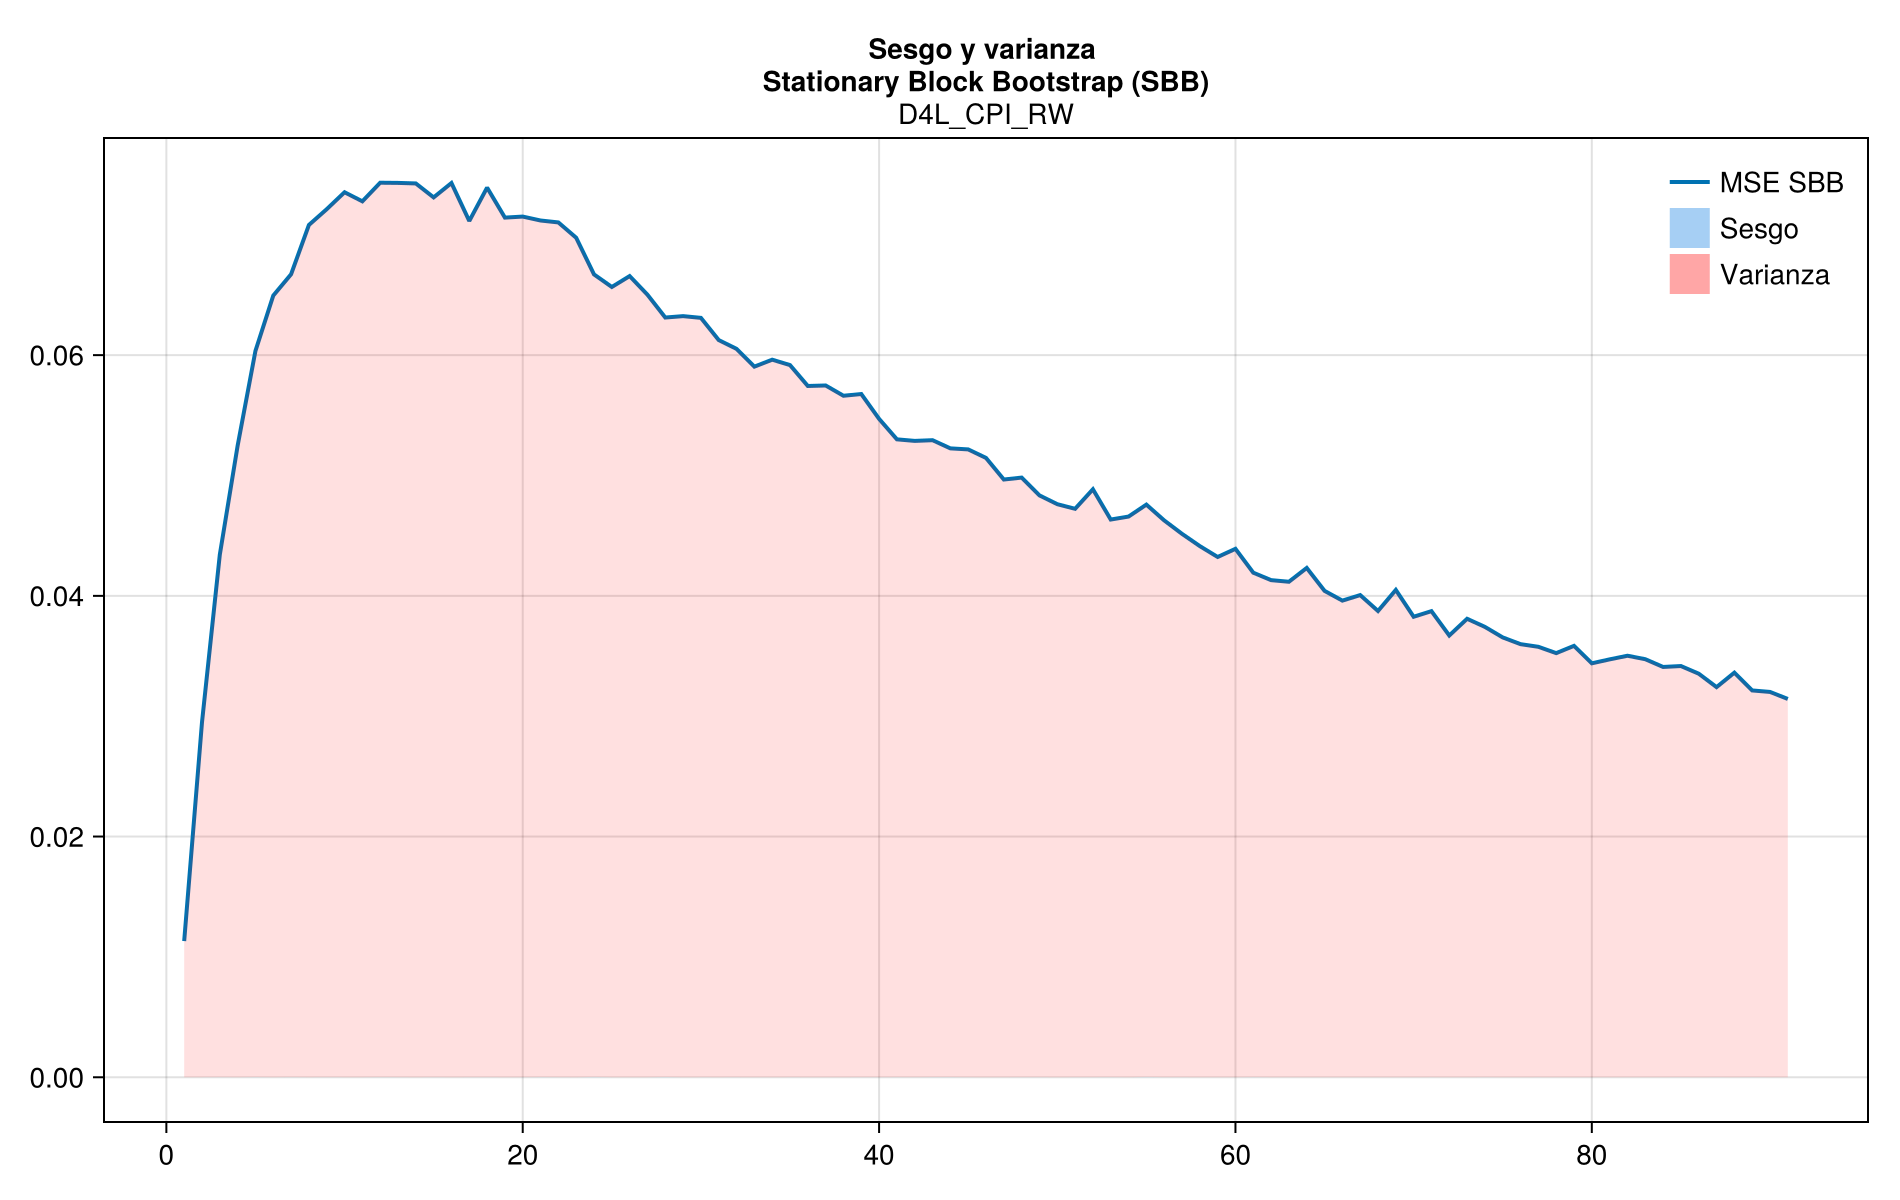 Sesgo y varianza
Stationary Block Bootstrap (SBB)
D4L_CPI_RW
MSE SBB
Sesgo
Varianza
0.06
0.04
0.02
0.00
0 20 40 60 80